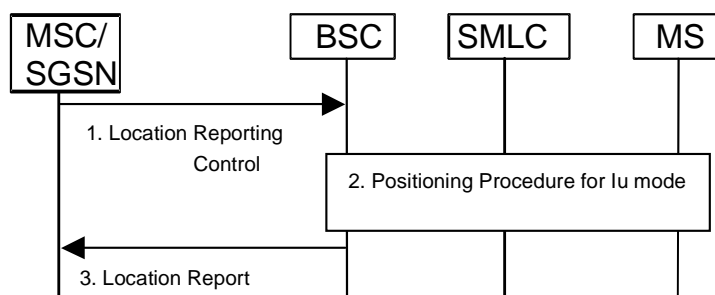 MSC/
SGSN
BSC
SMLC
MS
1. Location Reporting
Control
2. Positioning Procedure for Iu mode
3. Location Report